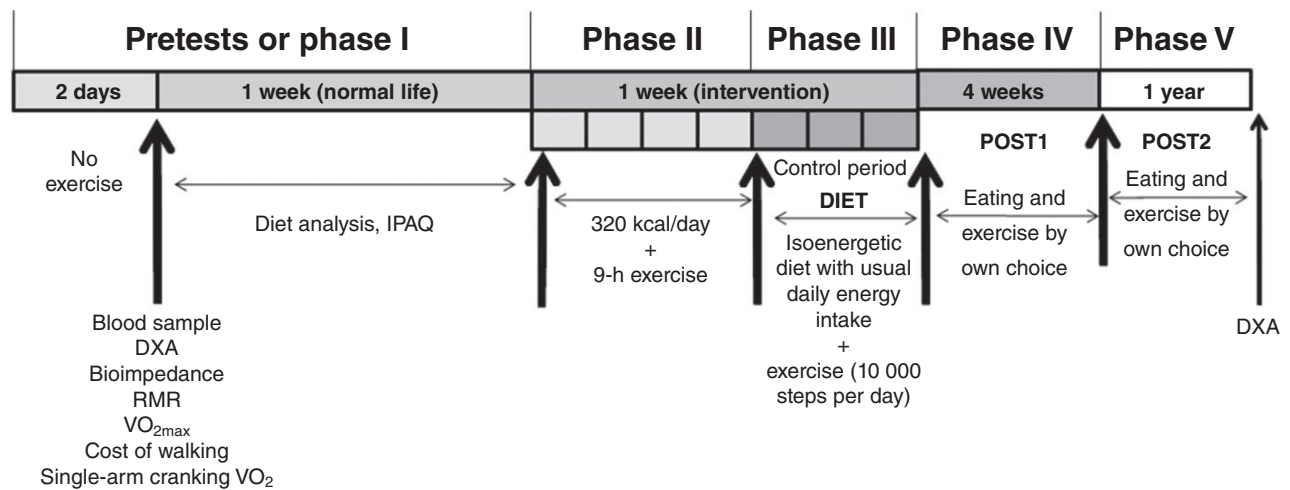 Pretests or phase I
Phase II
Phase III
Phase IV
Phase V
2 days
1 week (normal life)
1 week (intervention)
4 weeks
1 year
No
exercise
Diet analysis, IPAQ
320 kcal/day
+
9-h exercise
Control period
DIET
Isoenergetic
diet with usual
daily energy
intake
+
exercise (10 000
steps per day)
POST1
Eating and
exercise by
own choice
POST2
Eating and
exercise by
own choice
DXA
Blood sample
DXA
Bioimpedance
RMR
VO2max
Cost of walking
Single-arm cranking VO2